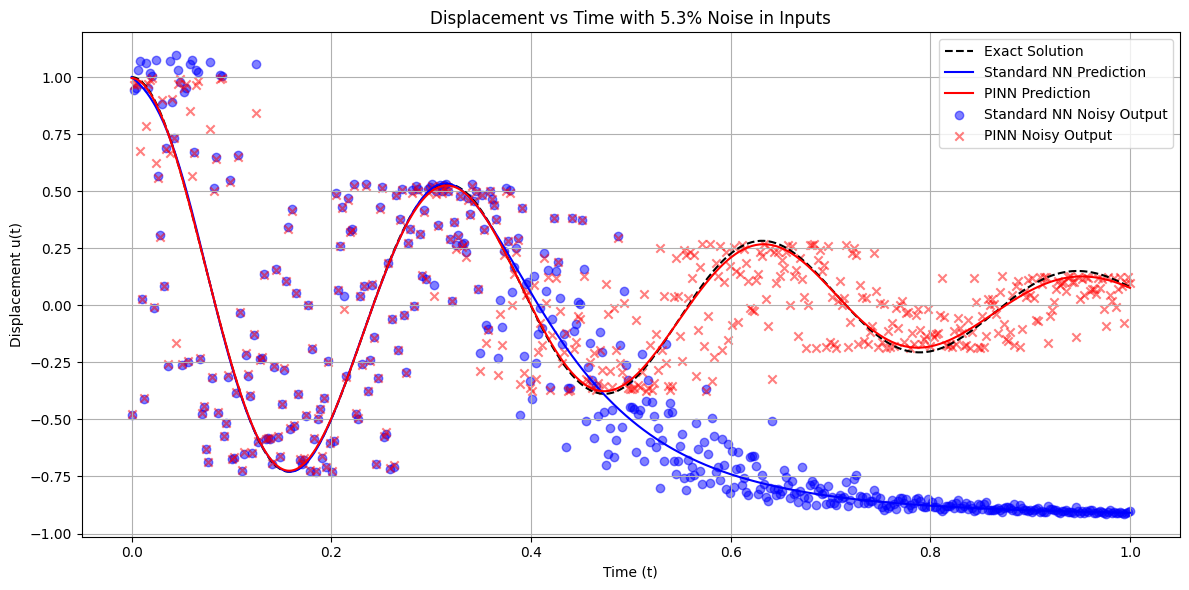 Displacement vs Time with 5.3% Noise in Inputs
Exact Solution
Standard NN Prediction
PINN Prediction
Standard NN Noisy Output
PINN Noisy Output
Displacement u(t)
1.00
0.75
0.50
0.25
0.00
−0.25
−0.50
−0.75
−1.00
0.0 0.2 0.4 0.6 0.8 1.0
Time (t)